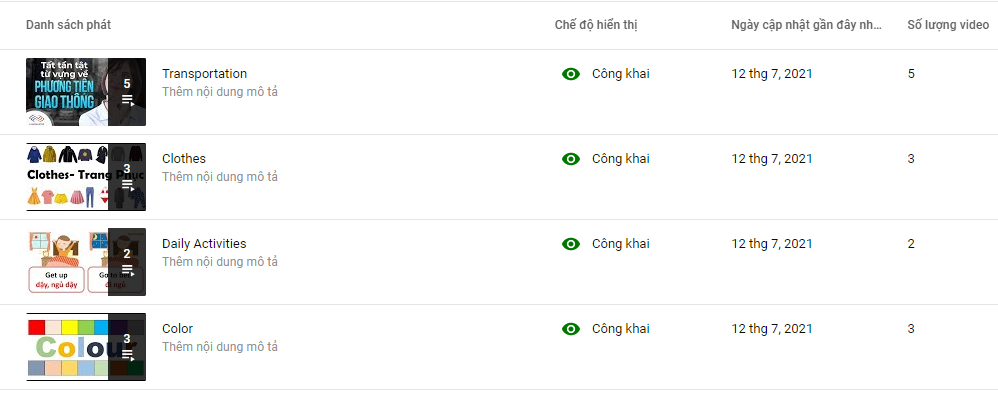 Danh sách phát
Chế độ hiển thị
Ngày cập nhật gần đây nh...
Số lượng video
Tất tần tật
từ vựng về
PHƯƠNG TIỆN
GIAO THÔNG
5
Transportation
Thêm nội dung mô tả
Công khai
12 thg 7, 2021
5
Clothes- Trang Phục
3
Clothes
Thêm nội dung mô tả
Công khai
12 thg 7, 2021
3
Get up
dậy, ngủ dậy
Go to bed
đi ngủ
2
Daily Activities
Thêm nội dung mô tả
Công khai
12 thg 7, 2021
2
Colour
3
Color
Thêm nội dung mô tả
Công khai
12 thg 7, 2021
3